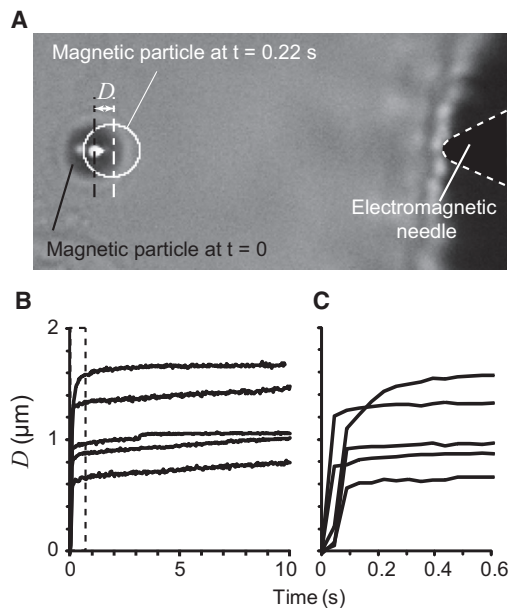 A
Magnetic particle at t = 0.22 s
D
Electromagnetic
needle
Magnetic particle at t = 0
B
C
2
1
0
D (μm)
0
5
10
0
0.2
0.4
0.6
Time (s)